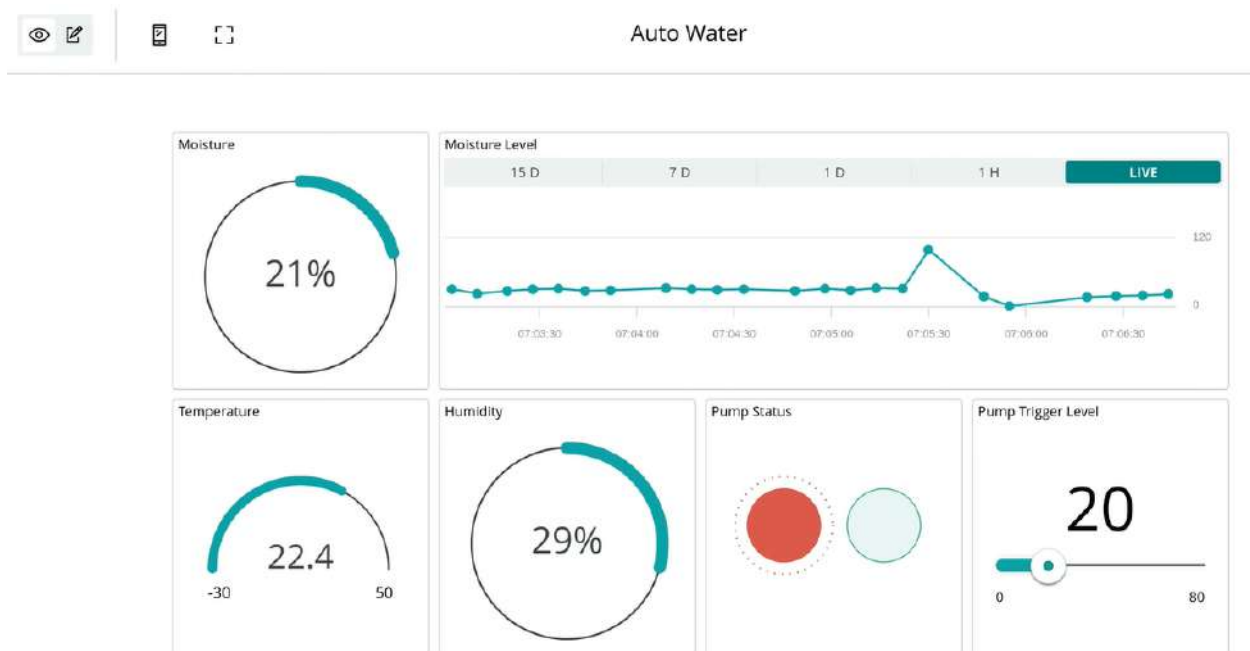 Auto Water
Moisture
21%
Moisture Level
15 D 7 D 1 D 1 H LIVE
120
0
07:03:30 07:04:00 07:04:30 07:05:00 07:05:30 07:06:00 07:06:30
Temperature
22.4
-30 50
Humidity
29%
Pump Status
Pump Trigger Level
20
0 80